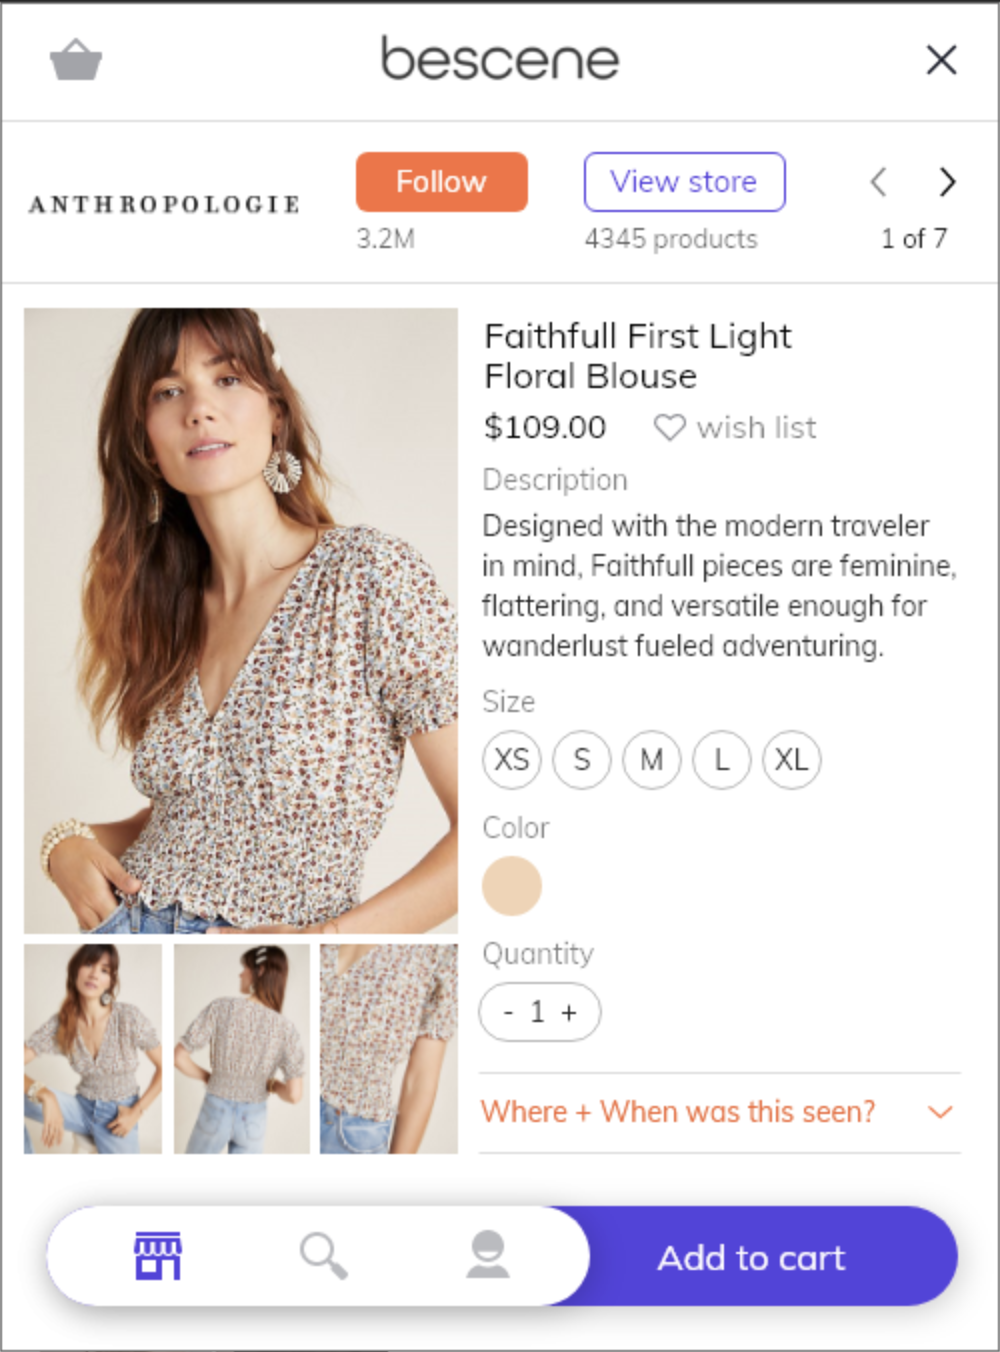 bescene
ANTHROPOLOGIE
Follow
View store
3.2M
4345 products
1 of 7
Faithfull First Light
Floral Blouse
$109.00
wish list
Description
Designed with the modern traveler
in mind, Faithfull pieces are feminine,
flattering, and versatile enough for
wanderlust fueled adventuring.
Size
XS S M L XL
Color
Quantity
- 1 +
Where + When was this seen?
Add to cart